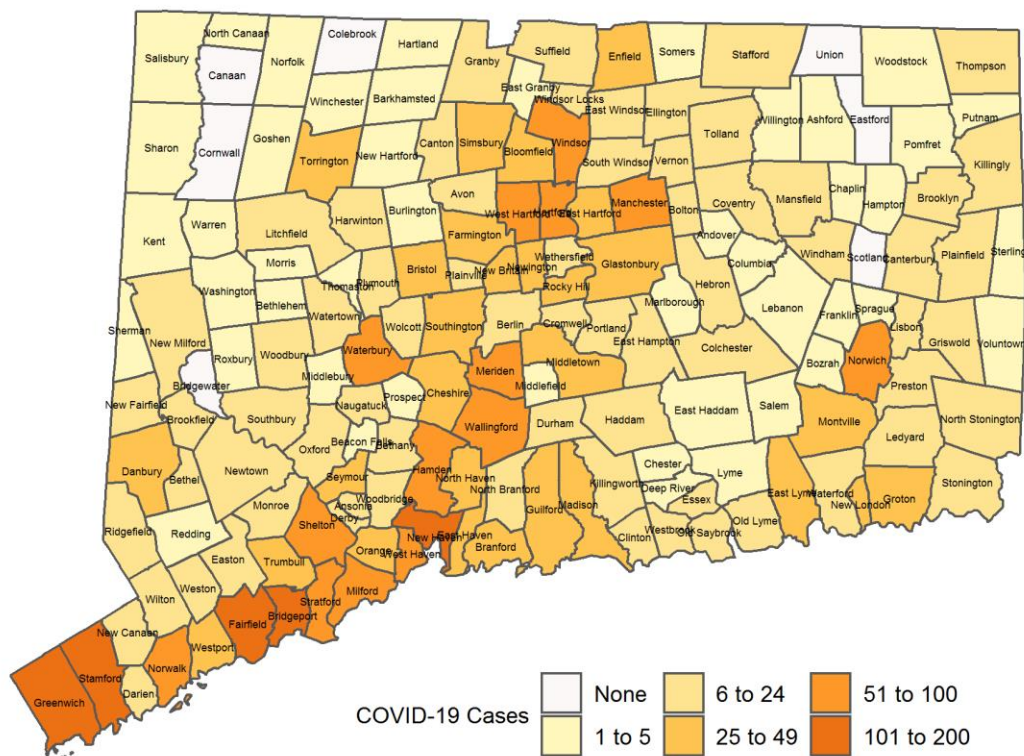 Colebrook
North Canaan
Hartland
Suffield
Enfield
Somers
Stafford
Union
Woodstock
Thompson
Salisbury
Canaan
Norfolk
Granby
East Granby
Winchester
Barkhamsted
Windsor Locks
East Windsor
Ellington
Willington
Ashford
Eastford
Putnam
Pomfret
Sharon
Cornwall
Goshen
Torrington
New Hartford
Canton
Simsbury
Bloomfield
Windsor
South Windsor
Vernon
Tolland
Killingly
Kent
Warren
Litchfield
Harwinton
Burlington
Avon
West Hartford
Hartford
East Hartford
Manchester
Bolton
Coventry
Mansfield
Chaplin
Hampton
Brooklyn
Morris
Farmington
Andover
Columbia
Windham
Scotland
Canterbury
Plainfield
Sterling
Washington
Bethlehem
Thomaston
Plymouth
Bristol
Plainville
New Britain
Newington
Wethersfield
Rocky Hill
Glastonbury
Hebron
Marlborough
Lebanon
Franklin
Sprague
Lisbon
Griswold
Voluntown
Sherman
New Milford
Roxbury
Woodbury
Watertown
Waterbury
Wolcott
Southington
Berlin
Cromwell
Portland
East Hampton
Colchester
Bozrah
Norwich
Preston
Bridgewater
Middlebury
Naugatuck
Prospect
Cheshire
Meriden
Middlefield
Middletown
New Fairfield
Brookfield
Southbury
Oxford
Beacon Falls
Bethany
Wallingford
Durham
Haddam
East Haddam
Salem
Montville
Ledyard
North Stonington
Danbury
Bethel
Newtown
Seymour
Woodbridge
Hamden
North Haven
North Branford
Guilford
Madison
Killingworth
Chester
Deep River
Essex
Lyme
East Lyme
Waterford
New London
Groton
Stonington
Ridgefield
Redding
Monroe
Shelton
Ansonia
Derby
Orange
New Haven
West Haven
East Haven
Branford
Clinton
Westbrook
Old Saybrook
Old Lyme
Easton
Trumbull
Stratford
Milford
Wilton
Weston
Fairfield
Bridgeport
New Canaan
Norwalk
Westport
Darien
Stamford
Greenwich
COVID-19 Cases
None
1 to 5
6 to 24
25 to 49
51 to 100
101 to 200